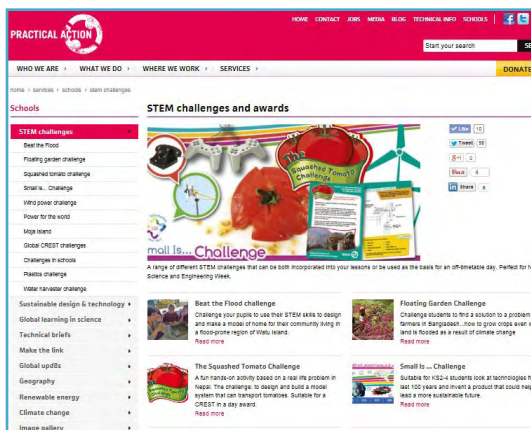 HOME CONTACT JOBS MEDIA BLOG TECHNICAL INFO SCHOOLS
PRACTICAL ACTION
Start your search
SE
WHO WE ARE WHAT WE DO WHERE WE WORK SERVICES DONATE
home > services > schools > stem challenges
Schools
STEM challenges
Beat the Flood
Floating garden challenge
Squashed tomato challenge
Small is... Challenge
Wind power challenge
Power for the world
Moja Island
Global CREST challenges
Challenges in schools
Plastics challenge
Water harvester challenge
Sustainable design & technology
Global learning in science
Technical briefs
Make the link
Global upd8s
Geography
Renewable energy
Climate change
Image gallery
STEM challenges and awards
The Squashed Tomato Challenge
mall Is... Challenge
Like 10
Tweet 50
+1 0
Pin it 4
Share 6
A range of different STEM challenges that can be both incorporated into your lessons or be used as the basis for an off-timetable day. Perfect for N
Science and Engineering Week.
Beat the Flood challenge
Challenge your pupils to use their STEM skills to design
and make a model of home for their community living in
a flood-prone region of Watu Island.
Read more
Floating Garden Challenge
Challenge students to find a solution to a problem
farmers in Bangladesh...how to grow crops even w
land is flooded as a result of climate change
Read more
The Squashed Tomato Challenge
A fun hands-on activity based on a real life problem in
Nepal. The challenge: to design and build a model
system that can transport tomatoes. Suitable for a
CREST in a day award.
Read more
Small Is ... Challenge
Suitable for KS2-4 students look at technologies f
last 100 years and invent a product that could help
lead a more sustainable future.
Read more